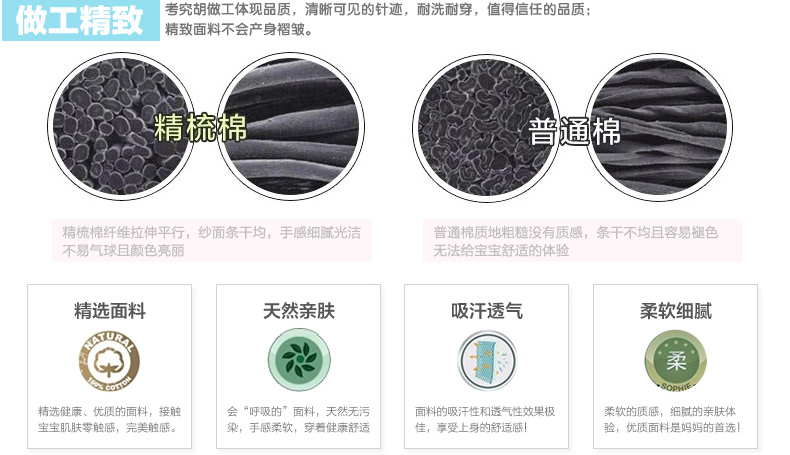 做工精致
考究胡做工体现品质，清晰可见的针迹，耐洗耐穿，值得信任的品质；
精致面料不会产身褶皱。
精梳棉
普通棉
精梳棉纤维拉伸平行，纱面条干均，手感细腻光洁
不易气球且颜色亮丽
普通棉质地粗糙没有质感，条干不均且容易褪色
无法给宝宝舒适的体验
精选面料
NATURAL
100% COTTON
精选健康、优质的面料，接触
宝宝肌肤零触感，完美触感。
天然亲肤
会“呼吸的”面料，天然无污
染，手感柔软，穿着健康舒适
吸汗透气
面料的吸汗性和透气性效果极
佳，享受上身的舒适感！
柔软细腻
柔
SOPHIE
柔软的质感，细腻的亲肤体
验，优质面料是妈妈的首选！